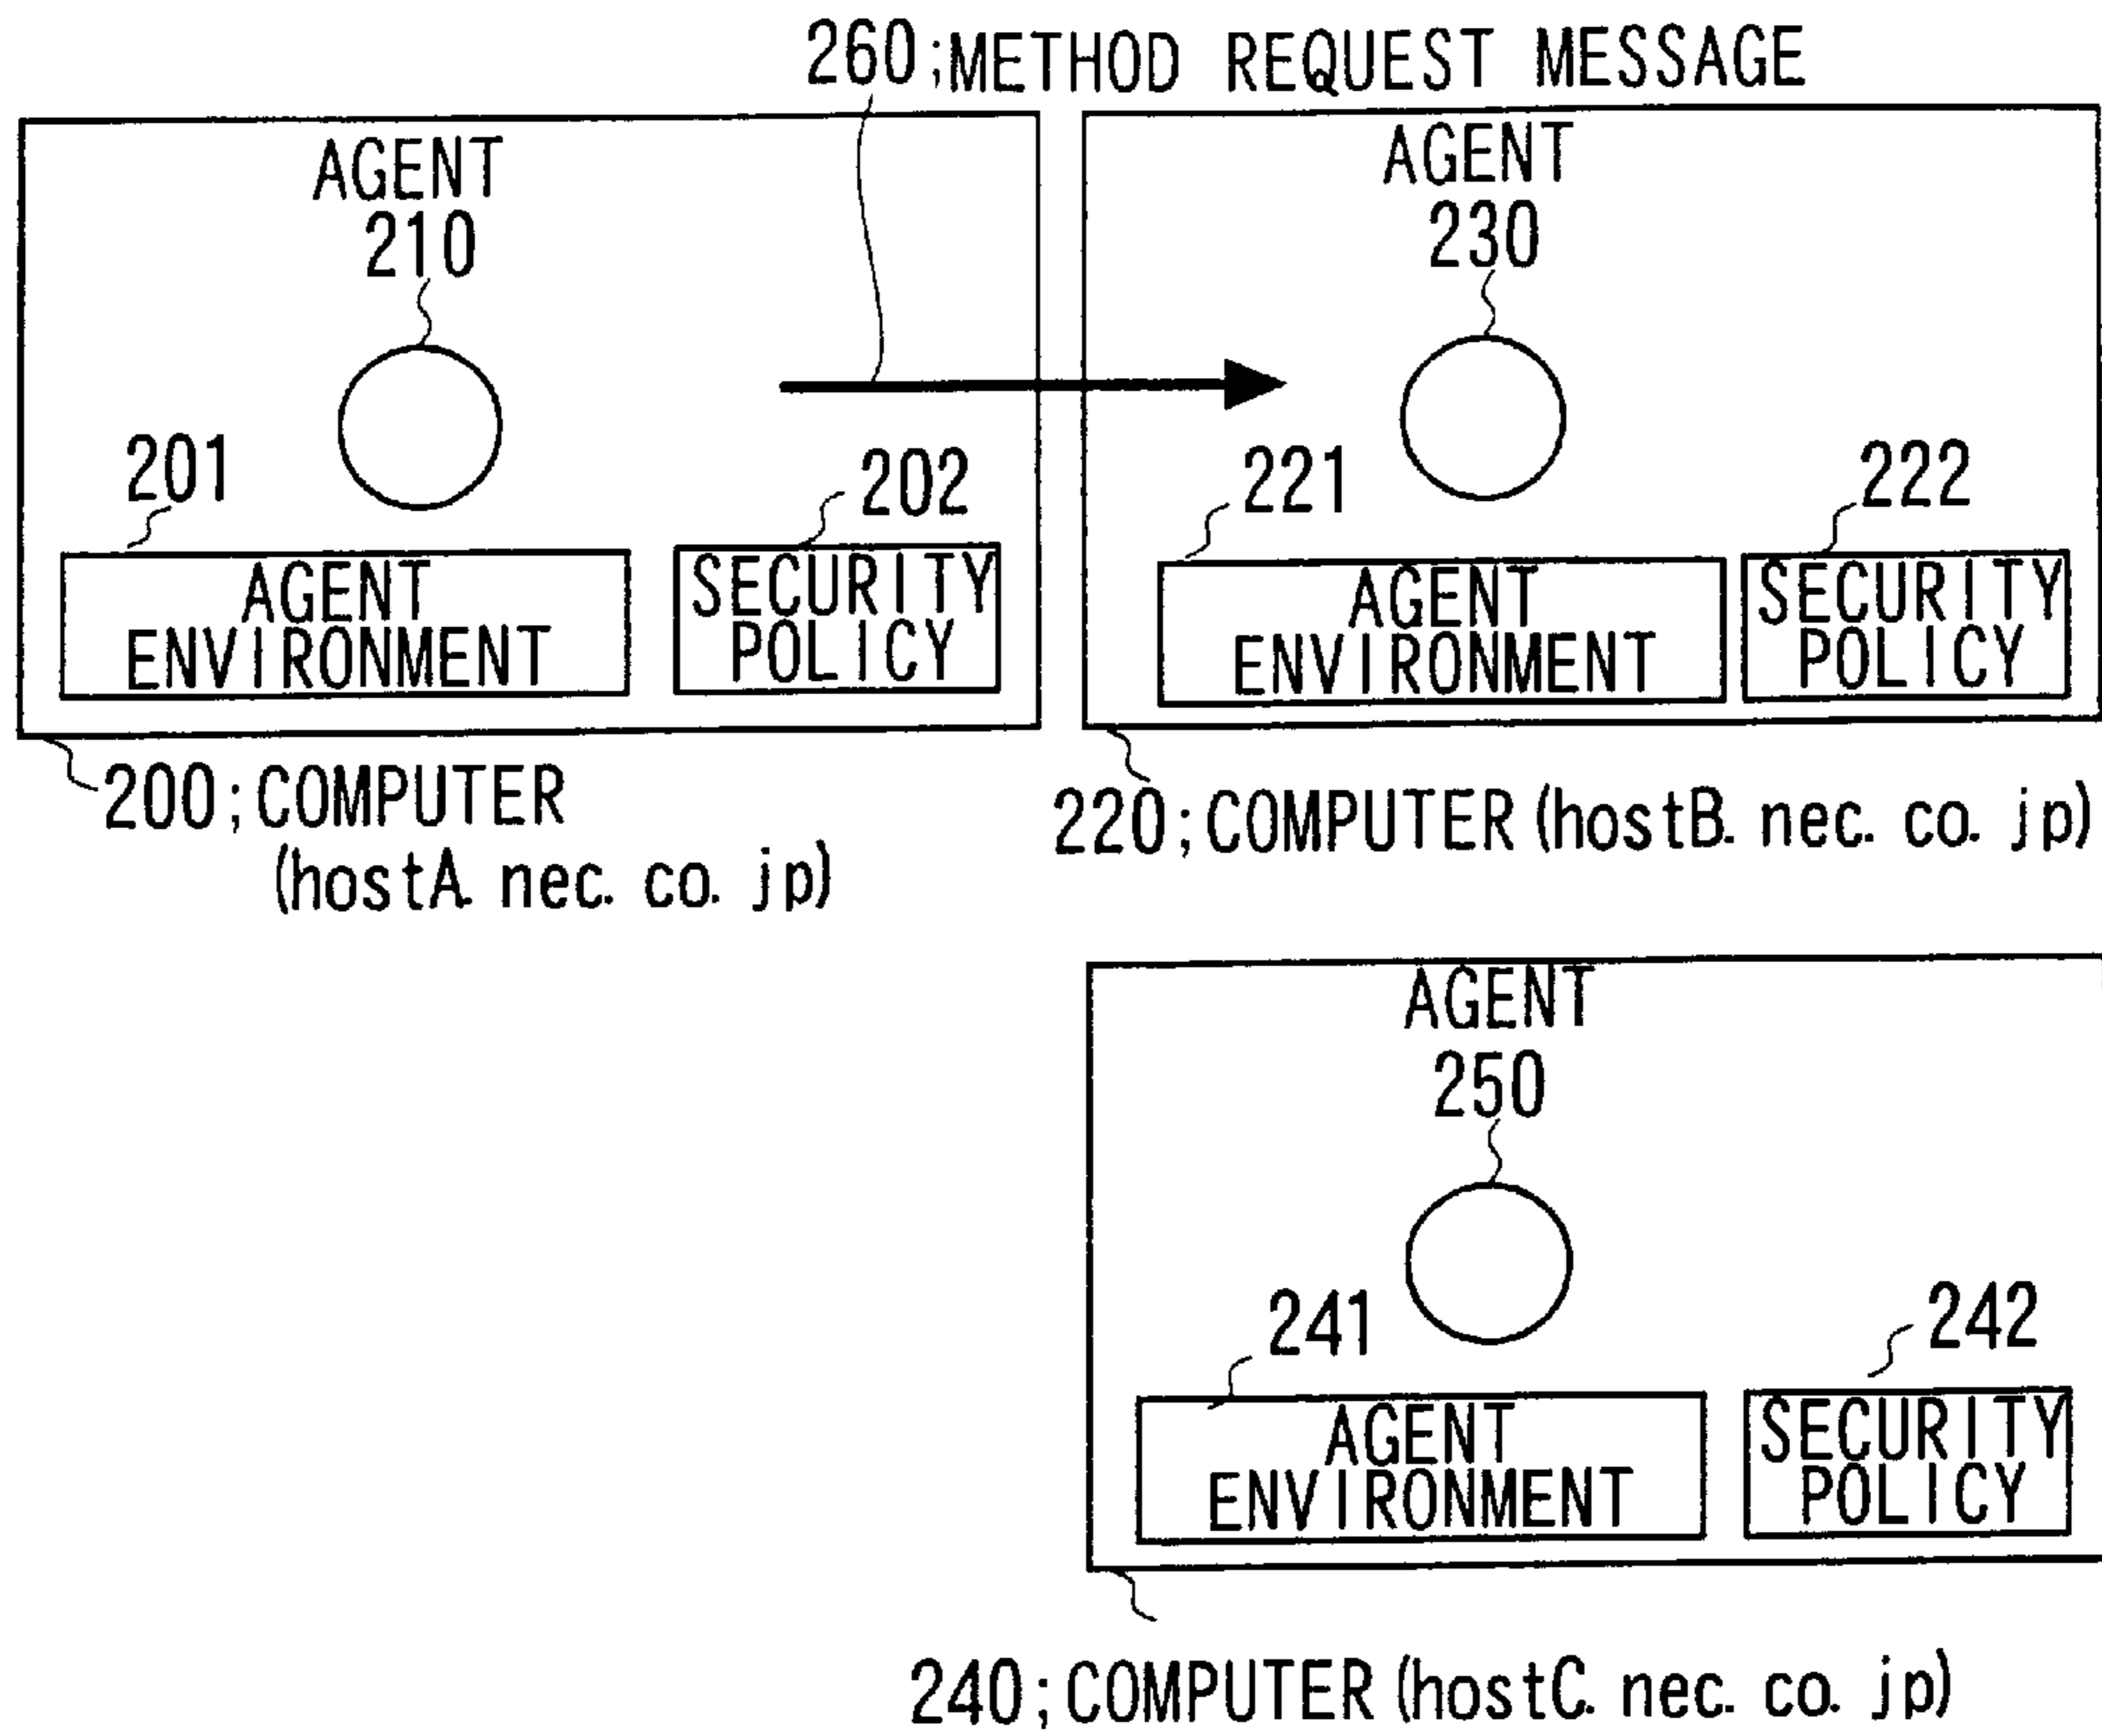 260;METHOD REQUEST MESSAGE
AGENT
210
201
202
AGENT
ENVIRONMENT
SECURITY
POLICY
200;COMPUTER
(hostA. nec. co. jp)
AGENT
230
221
222
AGENT
ENVIRONMENT
SECURITY
POLICY
220;COMPUTER (hostB. nec. co. jp)
AGENT
250
241
242
AGENT
ENVIRONMENT
SECURITY
POLICY
240;COMPUTER (hostC. nec. co. jp)